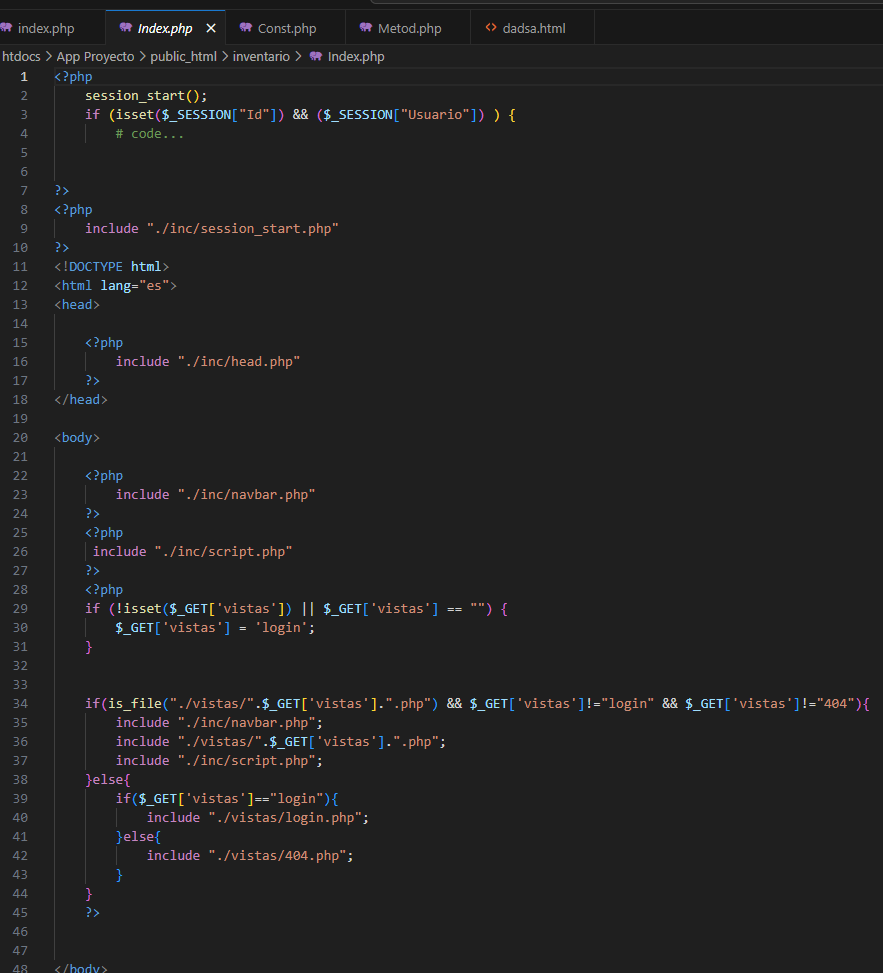 index.php Index.php × Const.php Metod.php dadsa.html
htdocs > App Proyecto > public_html > inventario > Index.php
1 <?php
2 session_start();
3 if (isset($_SESSION["Id"]) && ($_SESSION["Usuario"]) ) {
4 # code...
5
6
7 ?>
8 <?php
9 include "./inc/session_start.php"
10 ?>
11 <!DOCTYPE html>
12 <html lang="es">
13 <head>
14
15 <?php
16 include "./inc/head.php"
17 ?>
18 </head>
19
20 <body>
21
22 <?php
23 include "./inc/navbar.php"
24 ?>
25 <?php
26 include "./inc/script.php"
27 ?>
28 <?php
29 if (!isset($_GET['vistas']) || $_GET['vistas'] == "") {
30 $_GET['vistas'] = 'login';
31 }
32
33
34 if(is_file("./vistas/".$_GET['vistas'].".php") && $_GET['vistas']!="login" && $_GET['vistas']!="404"){
35 include "./inc/navbar.php";
36 include "./vistas/".$_GET['vistas'].".php";
37 include "./inc/script.php";
38 }else{
39 if($_GET['vistas']=="login"){
40 include "./vistas/login.php";
41 }else{
42 include "./vistas/404.php";
43 }
44 }
45 ?>
46
47
48 </body>